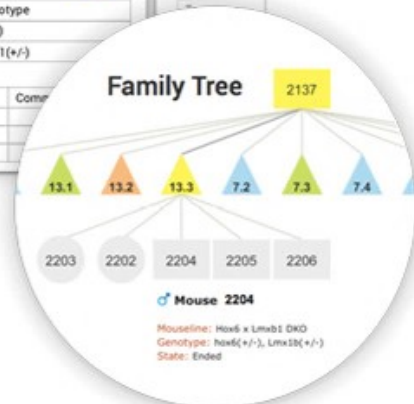 otype
)
1(+/-)
Comm
Family Tree 2137
13.1 13.2 13.3 7.2 7.3 7.4
2203 2202 2204 2205 2206
♂ Mouse 2204
Mouseline: Hox6 x Lmxb1 DKO
Genotype: hox6(+/-), Lmx1b(+/-)
State: Ended